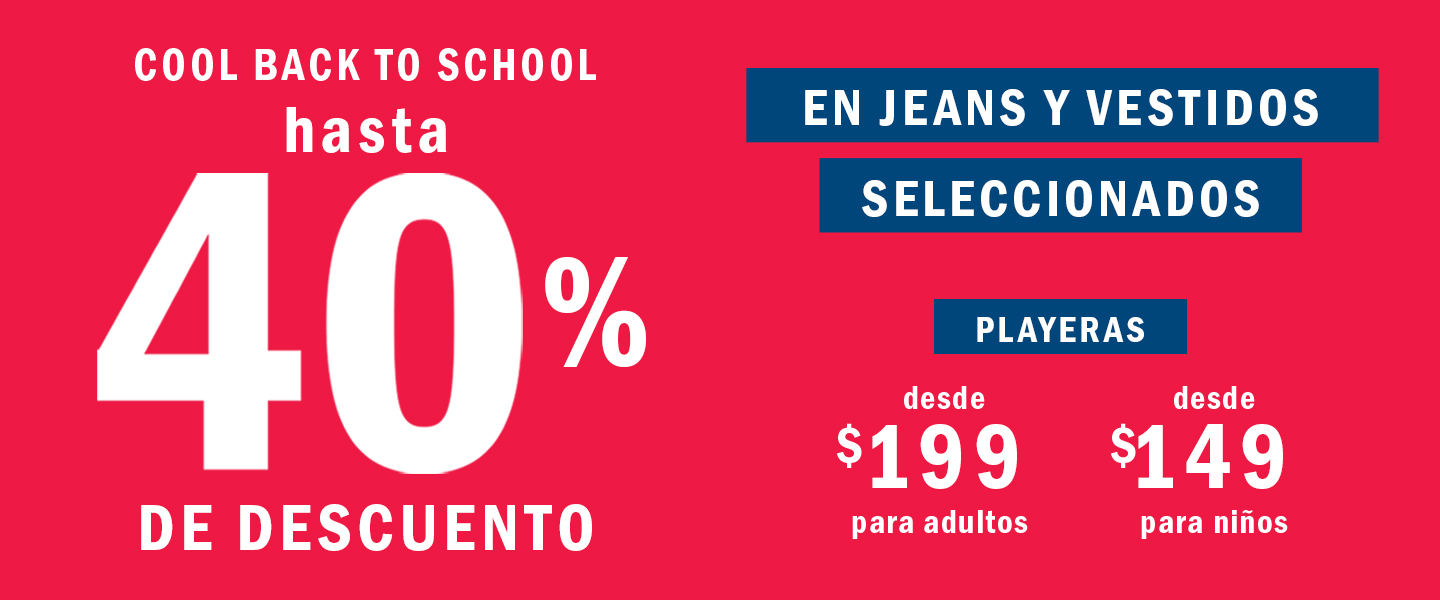 COOL BACK TO SCHOOL
hasta
40%
DE DESCUENTO
EN JEANS Y VESTIDOS
SELECCIONADOS
PLAYERAS
desde
$199
para adultos
desde
$149
para niños